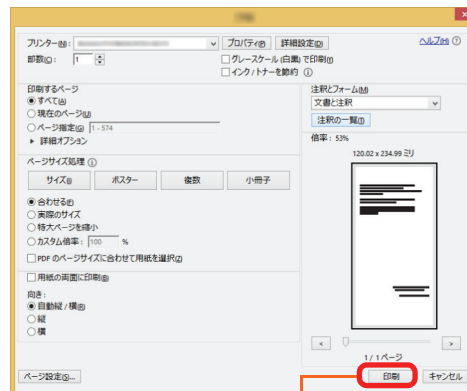 プリンター(N):
プロパティ(P)
詳細設定(D)
ヘルプ(H)
部数(C):
1
グレースケール (白黒) で印刷(Y)
インク / トナーを節約
印刷するページ
すべて(A)
現在のページ(U)
ページ指定(G)
1 - 574
詳細オプション
ページサイズ処理
サイズ(I)
ポスター
複数
小冊子
合わせる(F)
実際のサイズ
特大ページを縮小
カスタム倍率:
100
%
PDF のページサイズに合わせて用紙を選択(Z)
用紙の両面に印刷(B)
向き:
自動縦 / 横(R)
縦
横
注釈とフォーム(M)
文書と注釈
注釈の一覧(T)
倍率: 53%
120.02 x 234.99 ミリ
<
>
1 / 1 ページ
ページ設定(S)...
印刷
キャンセル